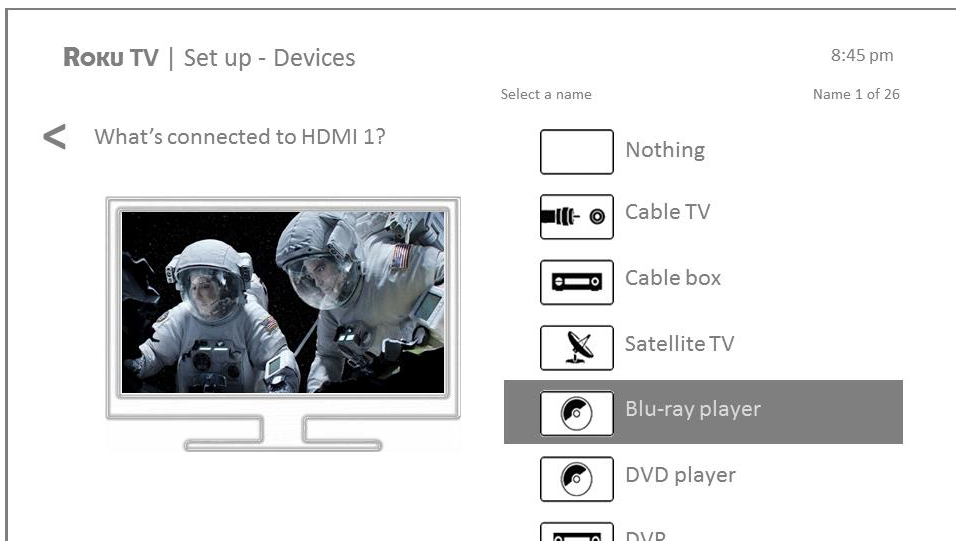 ROKU TV | Set up - Devices
8:45 pm
Select a name
Name 1 of 26
< What's connected to HDMI 1?
Nothing
Cable TV
Cable box
Satellite TV
Blu-ray player
DVD player
DVR